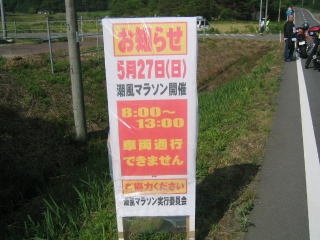 お知らせ
5月27日(日)
潮風マラソン開催
8:00〜
13:00
車両通行
できません
ご協力ください
潮風マラソン実行委員会